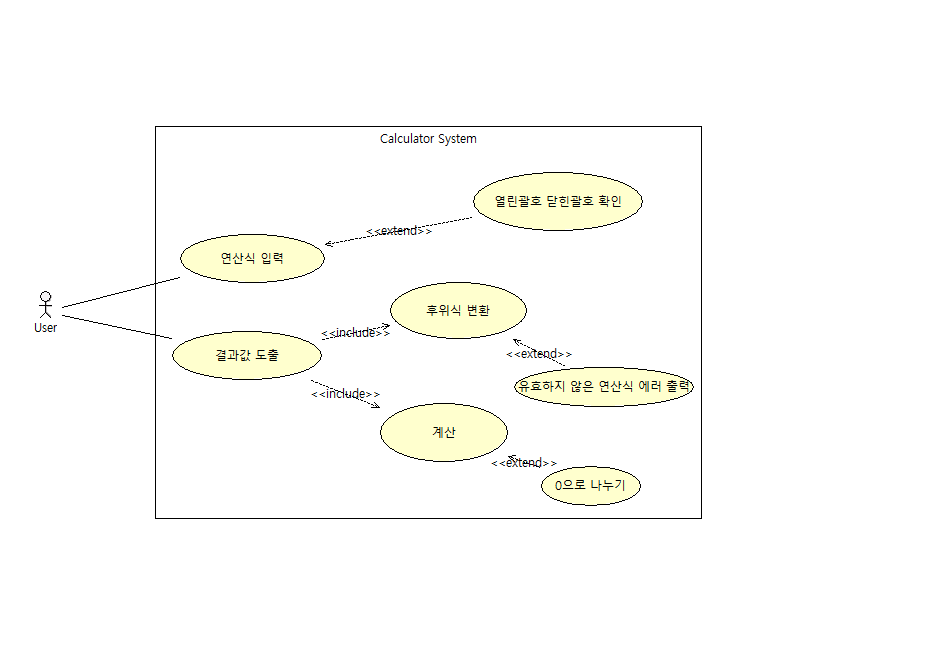 Calculator System
열린괄호 닫힌괄호 확인
<<extend>>
연산식 입력
후위식 변환
User
<<include>>
결과값 도출
<<extend>>
유효하지 않은 연산식 에러 출력
<<include>>
계산
<<extend>>
0으로 나누기